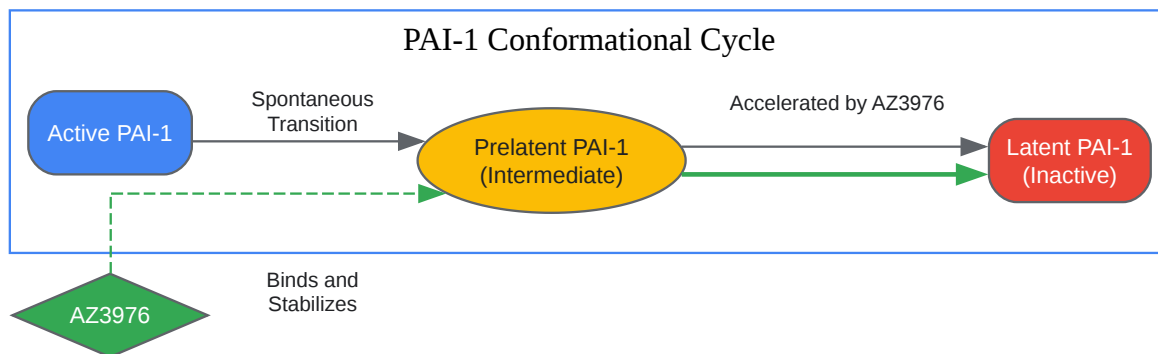 PAI-1 Conformational Cycle
Active PAI-1
Spontaneous
Transition
Prelatent PAI-1
(Intermediate)
Accelerated by AZ3976
Latent PAI-1
(Inactive)
AZ3976
Binds and
Stabilizes